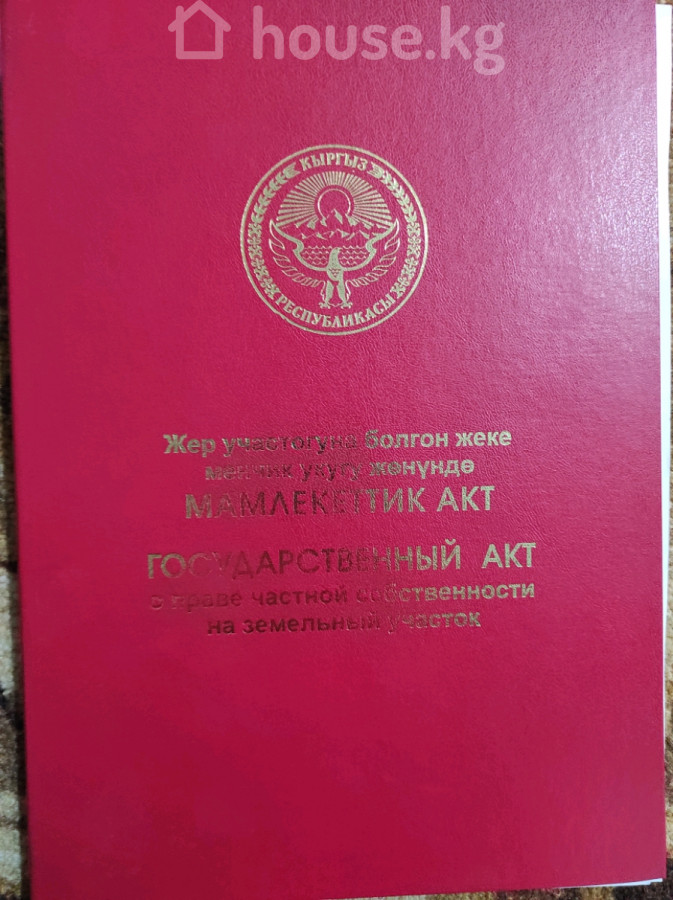 house.kg
КЫРГЫЗ
РЕСПУБЛИКАСЫ
Жер участогуна болгон жеке
менчик укугу жөнүндө
МАМЛЕКЕТТИК АКТ
ГОСУДАРСТВЕННЫЙ АКТ
о праве частной собственности
на земельный участок